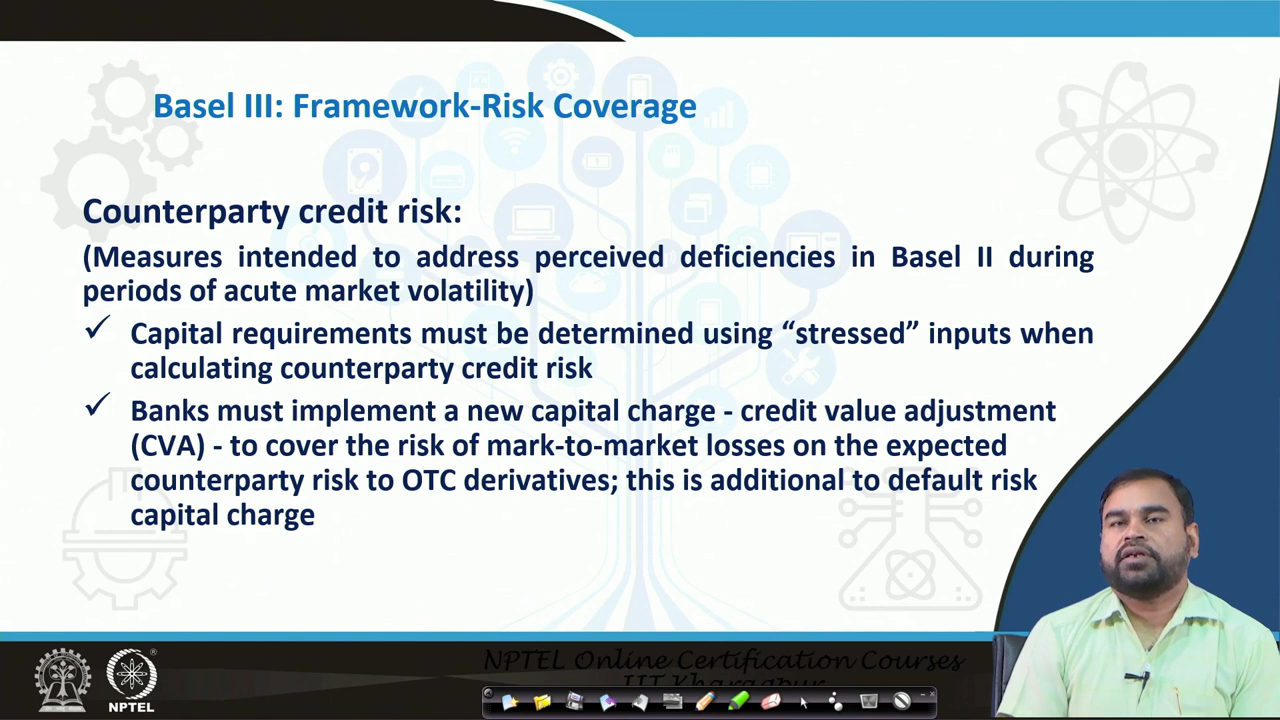 Basel III: Framework-Risk Coverage
Counterparty credit risk:
(Measures intended to address perceived deficiencies in Basel II during
periods of acute market volatility)
✓ Capital requirements must be determined using “stressed” inputs when
calculating counterparty credit risk
✓ Banks must implement a new capital charge - credit value adjustment
(CVA) - to cover the risk of mark-to-market losses on the expected
counterparty risk to OTC derivatives; this is additional to default risk
capital charge
NPTEL Online Certification Courses
IIT Kharagpur
NPTEL